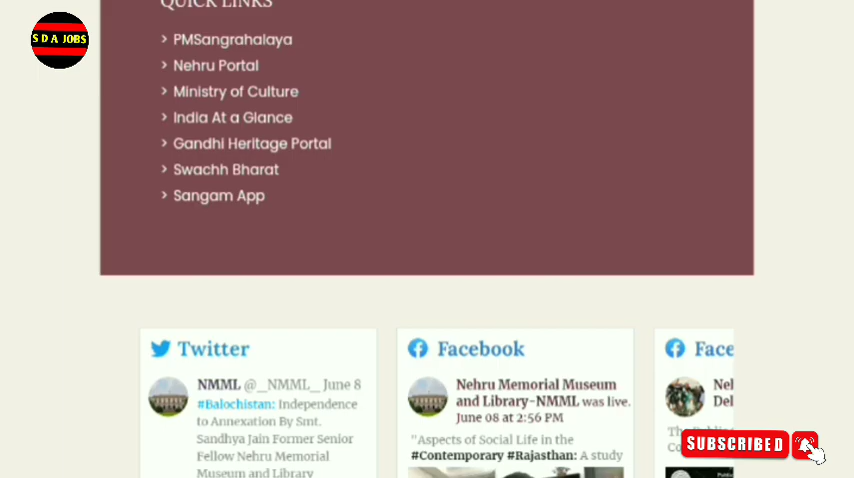 QUICK LINKS
S D A JOBS
> PMSangrahalaya
> Nehru Portal
> Ministry of Culture
> India At a Glance
> Gandhi Heritage Portal
> Swachh Bharat
> Sangam App
Twitter
NMML @_NMML_ June 8
#Balochistan: Independence
to Annexation By Smt.
Sandhya Jain Former Senior
Fellow Nehru Memorial
Museum and Library
Facebook
Nehru Memorial Museum
and Library-NMML was live.
June 08 at 2:56 PM
"Aspects of Social Life in the
#Contemporary #Rajasthan: A study
Face
Nel
Del
SUBSCRIBED